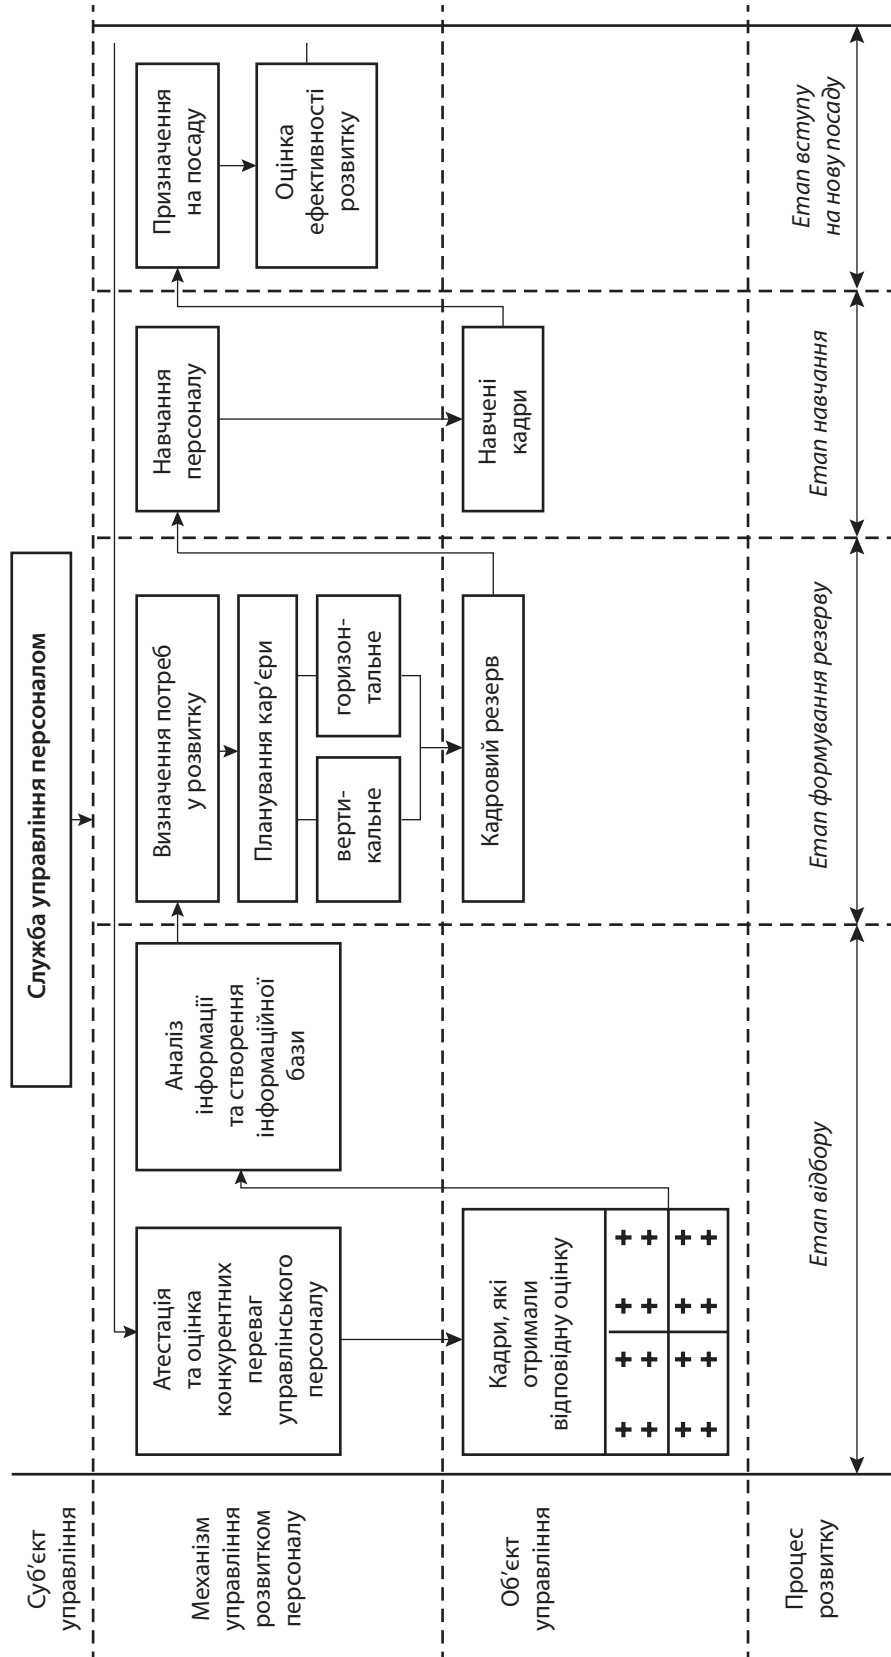 Суб’єкт
управління
Служба управління персоналом
Механізм
управління
розвитком
персоналу
Атестація
та оцінка
конкурентних
переваг
управлінського
персоналу
Аналіз
інформації
та створення
інформаційної
бази
Визначення потреб
у розвитку
Планування кар’єри
верти-
кальне
горизон-
тальне
Навчання
персоналу
Призначення
на посаду
Оцінка
ефективності
розвитку
Об’єкт
управління
Кадри, які
отримали
відповідну оцінку
+ + + +
+ + + +
+ + + +
+ + + +
Кадровий резерв
Навчені
кадри
Процес
розвитку
Етап відбору
Етап формування резерву
Етап навчання
Етап вступу
на нову посаду